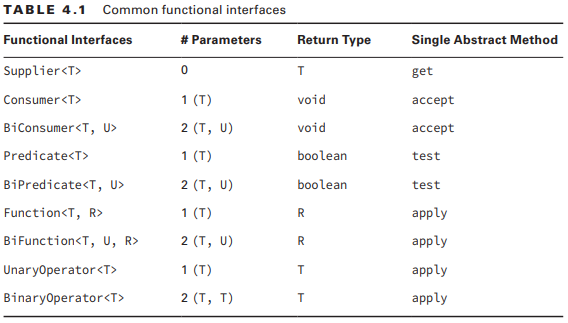 TABLE 4.1 Common functional interfaces
Functional Interfaces # Parameters Return Type Single Abstract Method
Supplier<T> 0 T get
Consumer<T> 1 (T) void accept
BiConsumer<T, U> 2 (T, U) void accept
Predicate<T> 1 (T) boolean test
BiPredicate<T, U> 2 (T, U) boolean test
Function<T, R> 1 (T) R apply
BiFunction<T, U, R> 2 (T, U) R apply
UnaryOperator<T> 1 (T) T apply
BinaryOperator<T> 2 (T, T) T apply